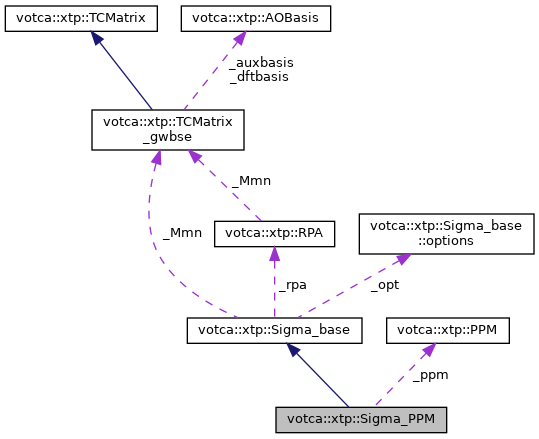 votca::xtp::TCMatrix
votca::xtp::AOBasis
_auxbasis
_dftbasis
votca::xtp::TCMatrix
_gwbse
_Mmn
_Mmn
votca::xtp::RPA
votca::xtp::Sigma_base
::options
_rpa
_opt
votca::xtp::Sigma_base
votca::xtp::PPM
_ppm
votca::xtp::Sigma_PPM